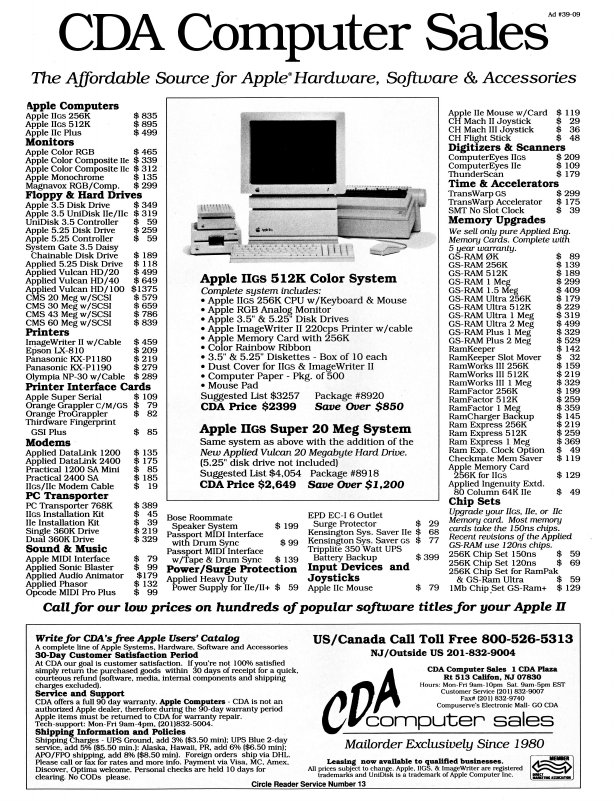 Ad #39-09
CDA Computer Sales
The Affordable Source for Apple® Hardware, Software & Accessories
Apple Computers
Apple IIGS 256K $ 835
Apple IIGS 512K $ 895
Apple IIc Plus $ 499
Monitors
Apple Color RGB $ 465
Apple Color Composite IIe $ 339
Apple Color Composite IIc $ 312
Apple Monochrome $ 135
Magnavox RGB/Comp. $ 299
Floppy & Hard Drives
Apple 3.5 Disk Drive $ 349
Apple 3.5 UniDisk IIe/IIc $ 319
UniDisk 3.5 Controller $ 59
Apple 5.25 Disk Drive $ 259
Apple 5.25 Controller $ 59
System Gate 3.5 Daisy
Chainable Disk Drive $ 189
Applied 5.25 Disk Drive $ 118
Applied Vulcan HD/20 $ 499
Applied Vulcan HD/40 $ 649
Applied Vulcan HD/100 $1375
CMS 20 Meg w/SCSI $ 579
CMS 30 Meg w/SCSI $ 659
CMS 43 Meg w/SCSI $ 786
CMS 60 Meg w/SCSI $ 839
Printers
ImageWriter II w/Cable $ 459
Epson LX-810 $ 209
Panasonic KX-P1180 $ 219
Panasonic KX-P1190 $ 279
Olympia NP-30 w/Cable $ 289
Printer Interface Cards
Apple Super Serial $ 109
Orange Grappler C/M/GS $ 79
Orange ProGrappler $ 82
Thirdware Fingerprint
GSI Plus $ 85
Modems
Applied DataLink 1200 $ 135
Applied DataLink 2400 $ 175
Practical 1200 SA Mini $ 85
Practical 2400 SA $ 185
IIgs/IIc Modem Cable $ 19
PC Transporter
PC Transporter 768K $ 389
IIgs Installation Kit $ 45
IIe Installation Kit $ 39
Single 360K Drive $ 219
Dual 360K Drive $ 329
Sound & Music
Apple MIDI Interface $ 79
Applied Sonic Blaster $ 99
Applied Audio Animator $179
Applied Phasor $ 132
Opcode MIDI Pro Plus $ 99
Apple IIGS 512K Color System
Complete system includes:
• Apple IIGS 256K CPU w/Keyboard & Mouse
• Apple RGB Analog Monitor
• Apple 3.5" & 5.25" Disk Drives
• Apple ImageWriter II 220cps Printer w/cable
• Apple Memory Card with 256K
• Color Rainbow Ribbon
• 3.5" & 5.25" Diskettes - Box of 10 each
• Dust Cover for IIGS & ImageWriter II
• Computer Paper - Pkg. of 500
• Mouse Pad
Suggested List $3257 Package #8920
CDA Price $2399 Save Over $850
Apple IIGS Super 20 Meg System
Same system as above with the addition of the
New Applied Vulcan 20 Megabyte Hard Drive.
(5.25" disk drive not included)
Suggested List $4,054 Package #8918
CDA Price $2,649 Save Over $1,200
Bose Roommate
Speaker System $ 199
Passport MIDI Interface
with Drum Sync $ 99
Passport MIDI Interface
w/Tape & Drum Sync $ 139
Power/Surge Protection
Applied Heavy Duty
Power Supply for IIe/II+ $ 59
EPD EC-I 6 Outlet
Surge Protector $ 29
Kensington Sys. Saver IIe $ 68
Kensington Sys. Saver GS $ 77
Tripplite 350 Watt UPS
Battery Backup $ 399
Input Devices and
Joysticks
Apple IIc Mouse $ 79
Apple IIe Mouse w/Card $ 119
CH Mach II Joystick $ 29
CH Mach III Joystick $ 36
CH Flight Stick $ 48
Digitizers & Scanners
ComputerEyes IIgs $ 209
ComputerEyes IIe $ 109
ThunderScan $ 179
Time & Accelerators
TransWarp GS $ 299
TransWarp Accelerator $ 175
SMT No Slot Clock $ 39
Memory Upgrades
We sell only pure Applied Eng.
Memory Cards. Complete with
5 year warranty.
GS-RAM ØK $ 89
GS-RAM 256K $ 139
GS-RAM 512K $ 189
GS-RAM 1 Meg $ 299
GS-RAM 1.5 Meg $ 409
GS-RAM Ultra 256K $ 179
GS-RAM Ultra 512K $ 229
GS-RAM Ultra 1 Meg $ 319
GS-RAM Ultra 2 Meg $ 499
GS-RAM Plus 1 Meg $ 329
GS-RAM Plus 2 Meg $ 529
RamKeeper $ 142
RamKeeper Slot Mover $ 32
RamWorks III 256K $ 159
RamWorks III 512K $ 219
RamWorks III 1 Meg $ 329
RamFactor 256K $ 199
RamFactor 512K $ 259
RamFactor 1 Meg $ 359
RamCharger Backup $ 145
Ram Express 256K $ 219
Ram Express 512K $ 259
Ram Express 1 Meg $ 369
Ram Exp. Clock Option $ 49
Checkmate Mem Saver $ 119
Apple Memory Card
256K for IIGs $ 129
Applied Ingenuity Extd.
80 Column 64K IIe $ 49
Chip Sets
Upgrade your IIgs, IIe, or IIc
Memory card. Most memory
cards take the 150ns chips.
Recent revisions of the Applied
GS-RAM use 120ns chips.
256K Chip Set 150ns $ 59
256K Chip Set 120ns $ 69
256K Chip Set for RamPak
& GS-Ram Ultra $ 59
1Mb Chip Set GS-Ram+ $ 129
Call for our low prices on hundreds of popular software titles for your Apple II
Write for CDA's free Apple Users' Catalog
A complete line of Apple Systems, Hardware, Software and Accessories
30-Day Customer Satisfaction Period
At CDA our goal is customer satisfaction. If you're not 100% satisfied
simply return the purchased goods within 30 days of receipt for a quick,
courteous refund (software, media, internal components and shipping
charges excluded).
Service and Support
CDA offers a full 90 day warranty. Apple Computers - CDA is not an
authorized Apple dealer, therefore during the 90-day warranty period
Apple items must be returned to CDA for warranty repair.
Tech-support: Mon-Fri 9am-4pm, (201)832-5004.
Shipping Information and Policies
Shipping Charges - UPS Ground, add 3% ($3.50 min); UPS Blue 2-day
service, add 5% ($5.50 min.); Alaska, Hawaii, PR, add 6% ($6.50 min);
APO/FPO shipping, add 8% ($8.50 min). Foreign orders ship via DHL.
Please call or fax for rates and more info. Payment via Visa, MC, Amex,
Discover, Optima welcome. Personal checks are held 10 days for
clearing. No CODs please.
US/Canada Call Toll Free 800-526-5313
NJ/Outside US 201-832-9004
CDA Computer Sales 1 CDA Plaza
Rt 513 Califon, NJ 07830
Hours: Mon-Fri 9am-10pm Sat. 9am-5pm EST
Customer Service (201) 832-9007
Fax# (201) 832-9740
Compuserve's Electronic Mail- GO CDA
CDA
computer sales
Mailorder Exclusively Since 1980
Leasing now available to qualified businesses.
All prices subject to change. Apple, IIGS, & ImageWriter are registered
trademarks and UniDisk is a trademark of Apple Computer Inc.
MEMBER
DIRECT
MARKETING ASSOCIATION
Circle Reader Service Number 13